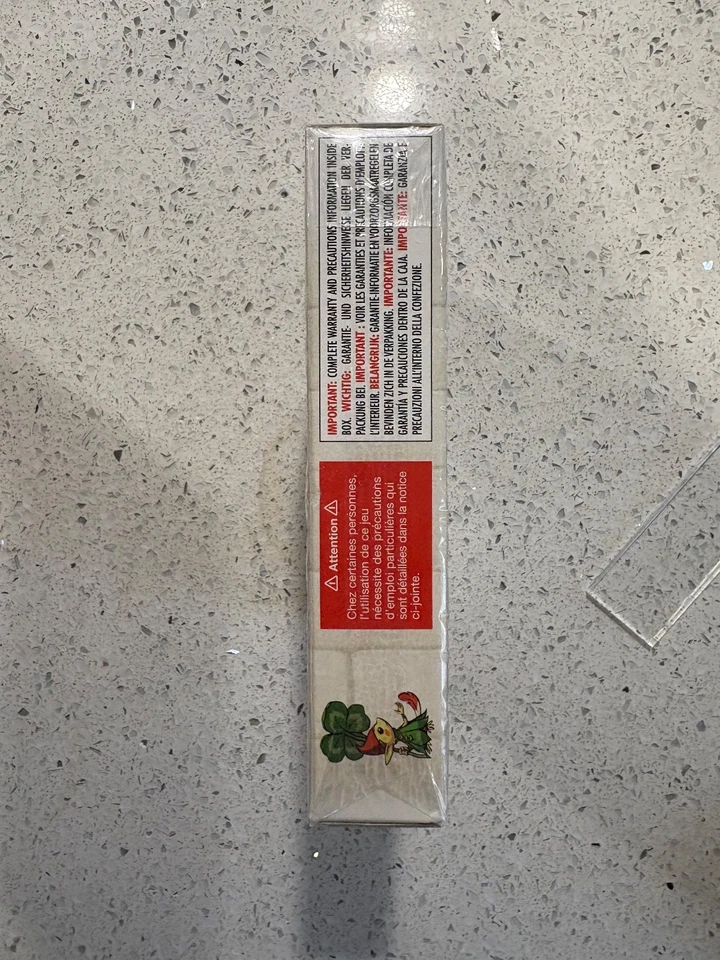 IMPORTANT: COMPLETE WARRANTY AND PRECAUTIONS INFORMATION INSIDE
BOX. WICHTIG: GARANTIE- UND SICHERHEITSHINWEISE LIEGEN DER VER-
PACKUNG BEI. IMPORTANT : VOIR LES GARANTIES ET PRÉCAUTIONS D'EMPLOI À
L'INTERIEUR. BELANGRIJK: GARANTIE-INFORMATIE EN VOORZORGSMAATREGELEN
BEVINDEN ZICH IN DE VERPAKKING. IMPORTANTE: INFORMACIÓN COMPLETA DE
GARANTÍA Y PRECAUCIONES DENTRO DE LA CAJA. IMPORTANTE: GARANZIA E
PRECAUZIONI ALL'INTERNO DELLA CONFEZIONE.
⚠ Attention ⚠
Chez certaines personnes,
l'utilisation de ce jeu
nécessite des précautions
d'emploi particulières qui
sont détaillées dans la notice
ci-jointe.